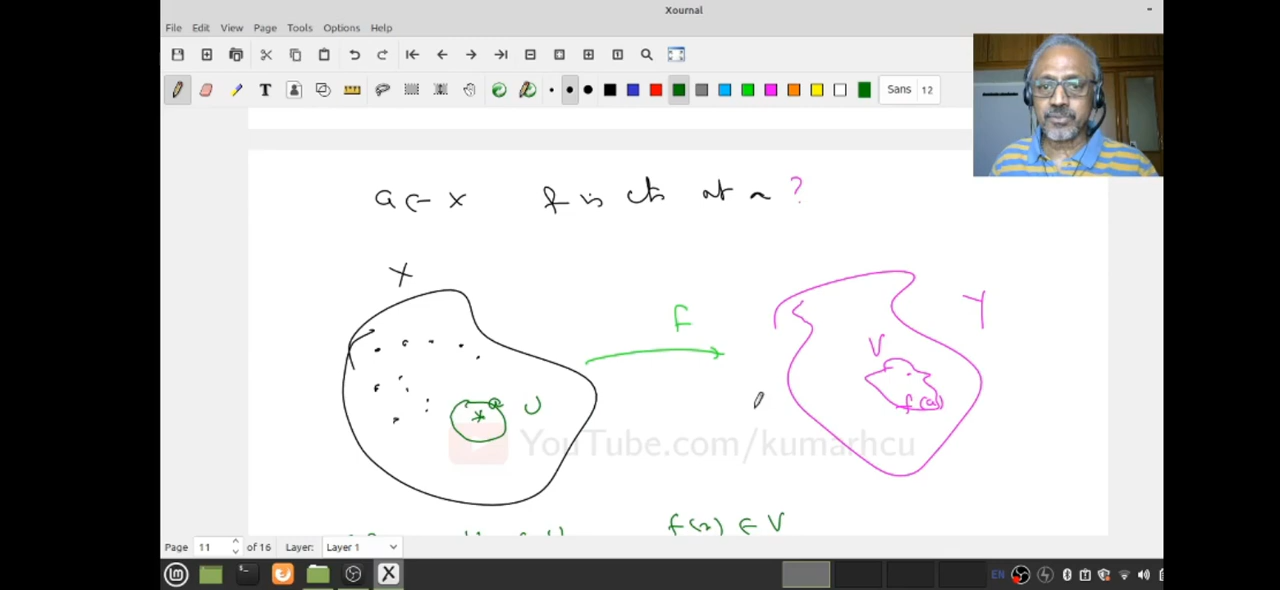 Xournal
File Edit View Page Tools Options Help
Sans 12
a ∈ X f is cts at a ?
X
f
Y
V
f(a)
a U
YouTube.com/kumarhcu
f(x) ∈ V
Page 11 of 16 Layer: Layer 1
EN